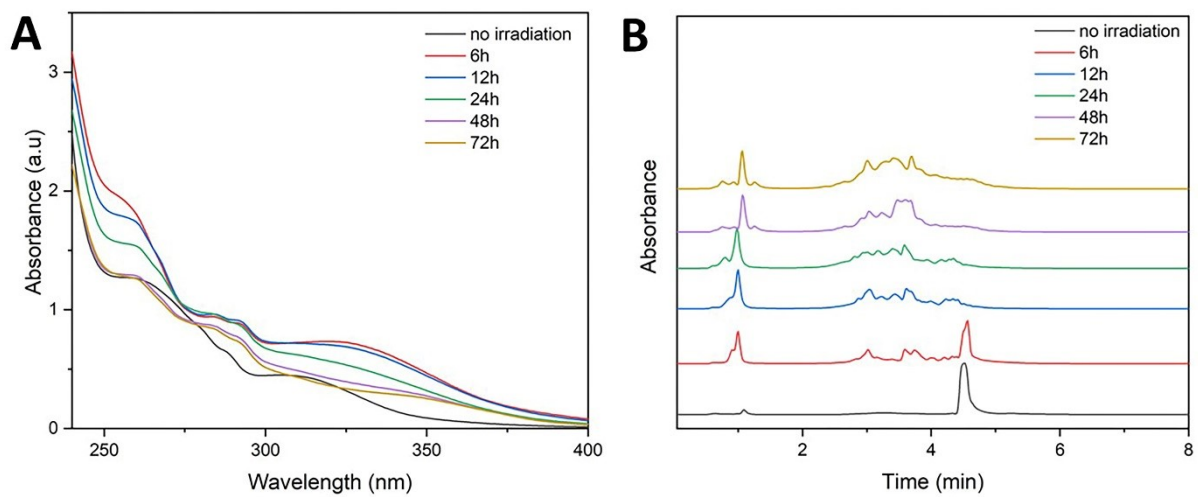 A
no irradiation
6h
12h
24h
48h
72h
3
2
1
0
Absorbance (a.u)
250
300
350
400
Wavelength (nm)
B
no irradiation
6h
12h
24h
48h
72h
Absorbance
2
4
6
8
Time (min)